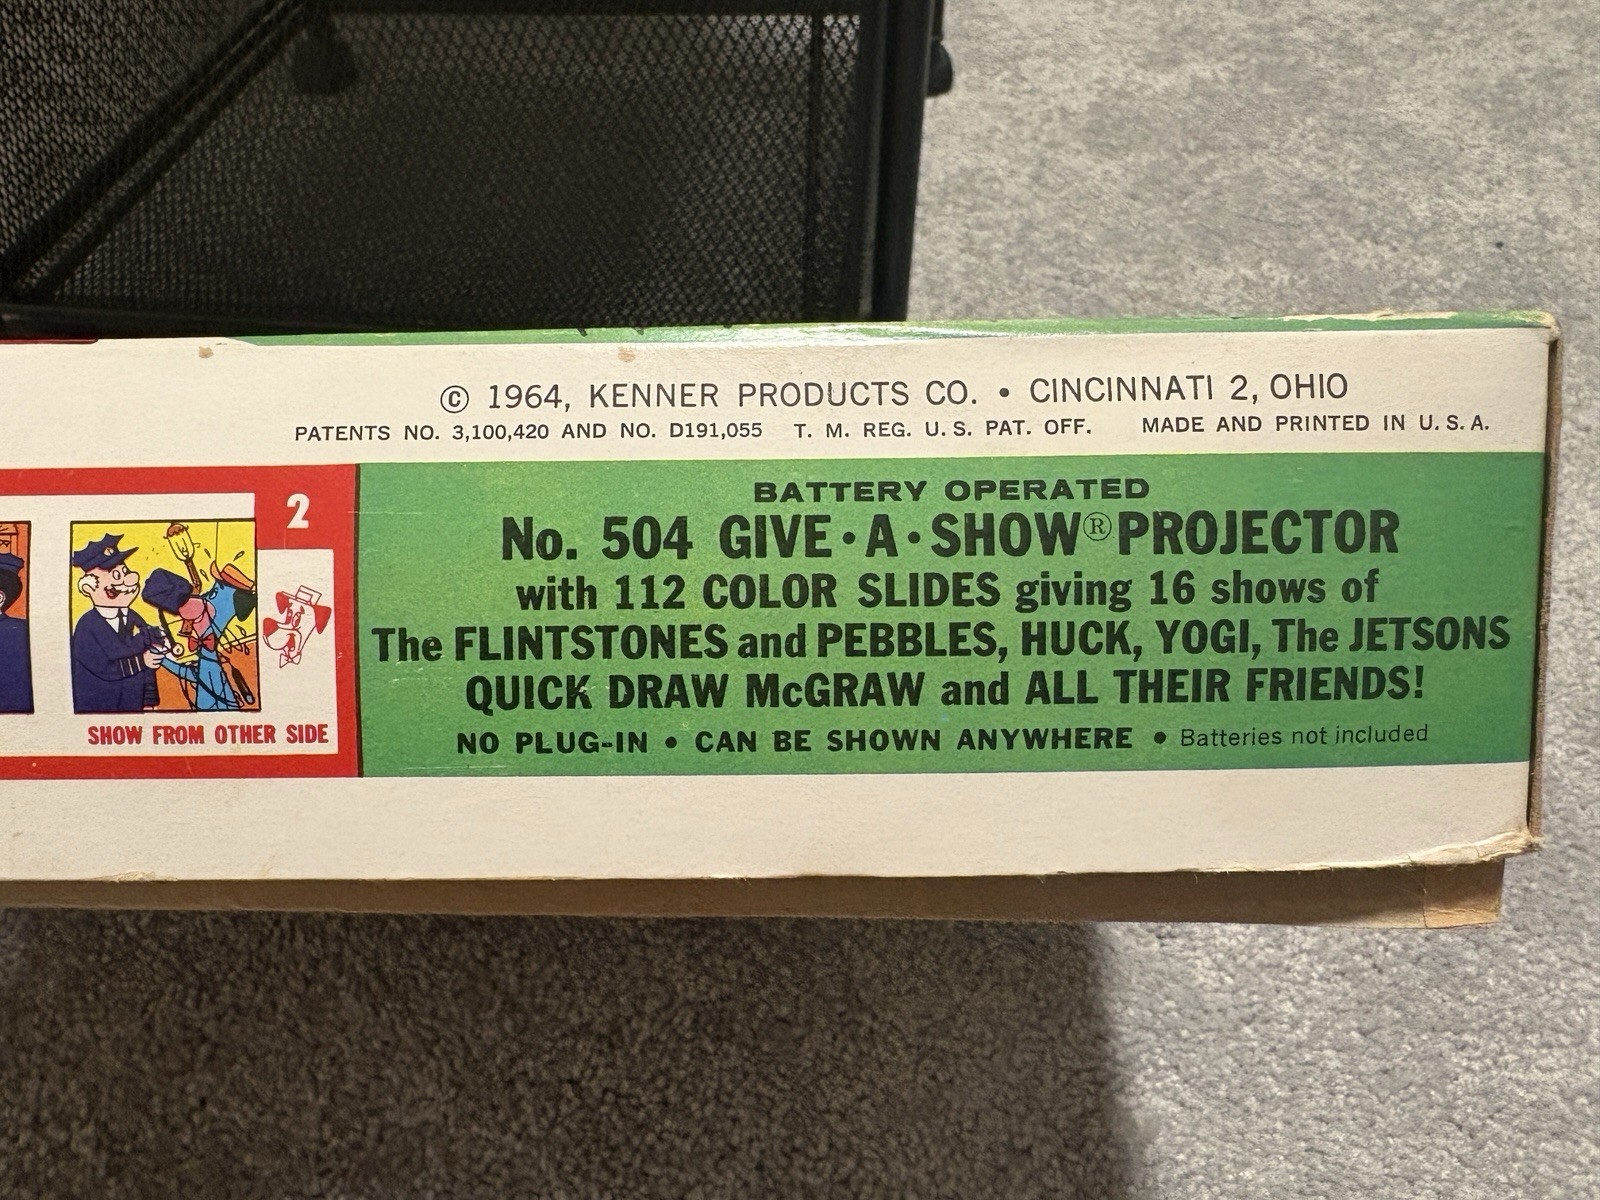 © 1964, KENNER PRODUCTS CO. • CINCINNATI 2, OHIO
PATENTS NO. 3,100,420 AND NO. D191,055 T. M. REG. U. S. PAT. OFF. MADE AND PRINTED IN U. S. A.
2
SHOW FROM OTHER SIDE
BATTERY OPERATED
No. 504 GIVE•A•SHOW® PROJECTOR
with 112 COLOR SLIDES giving 16 shows of
The FLINTSTONES and PEBBLES, HUCK, YOGI, The JETSONS
QUICK DRAW McGRAW and ALL THEIR FRIENDS!
NO PLUG-IN • CAN BE SHOWN ANYWHERE • Batteries not included